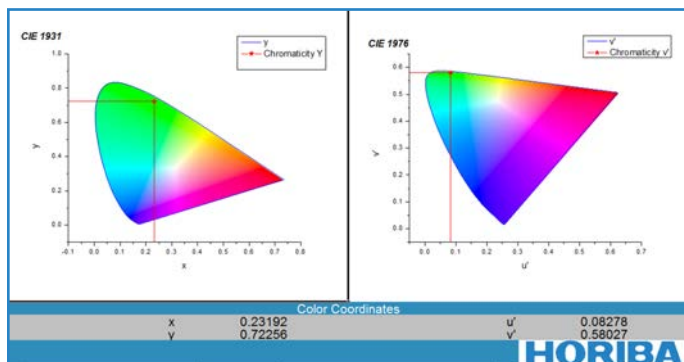 CIE 1931
y
Chromaticity Y
1.0
0.8
0.6
0.4
0.2
0.0
y
-0.1 0.0 0.1 0.2 0.3 0.4 0.5 0.6 0.7 0.8
x
CIE 1976
v'
Chromaticity v'
0.6
0.5
0.4
0.3
0.2
0.1
0.0
v'
0.0 0.1 0.2 0.3 0.4 0.5 0.6 0.7
u'
Color Coordinates
x 0.23192 u' 0.08278
y 0.72256 v' 0.58027
HORIBA